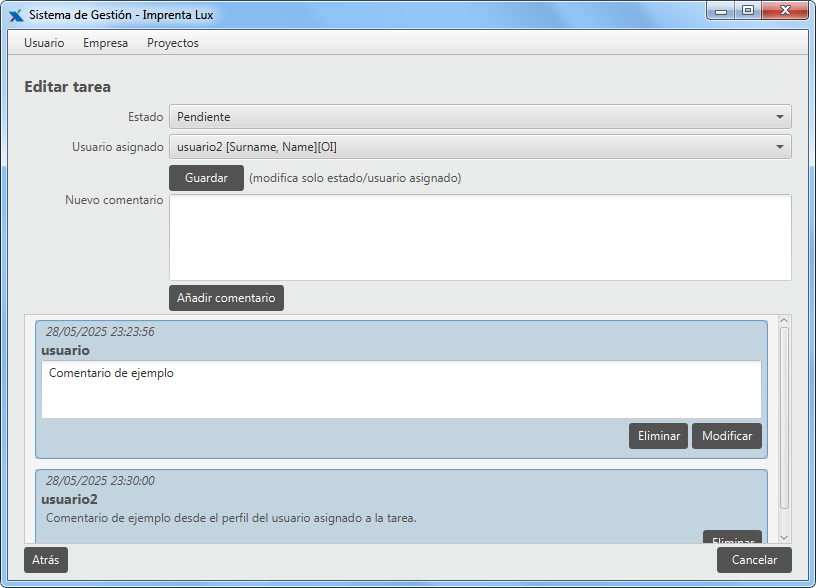 Sistema de Gestión - Imprenta Lux
Usuario Empresa Proyectos
Editar tarea
Estado Pendiente
Usuario asignado usuario2 [Surname, Name][OI]
Guardar (modifica solo estado/usuario asignado)
Nuevo comentario
Añadir comentario
28/05/2025 23:23:56
usuario
Comentario de ejemplo
Eliminar Modificar
28/05/2025 23:30:00
usuario2
Comentario de ejemplo desde el perfil del usuario asignado a la tarea.
Eliminar
Atrás Cancelar